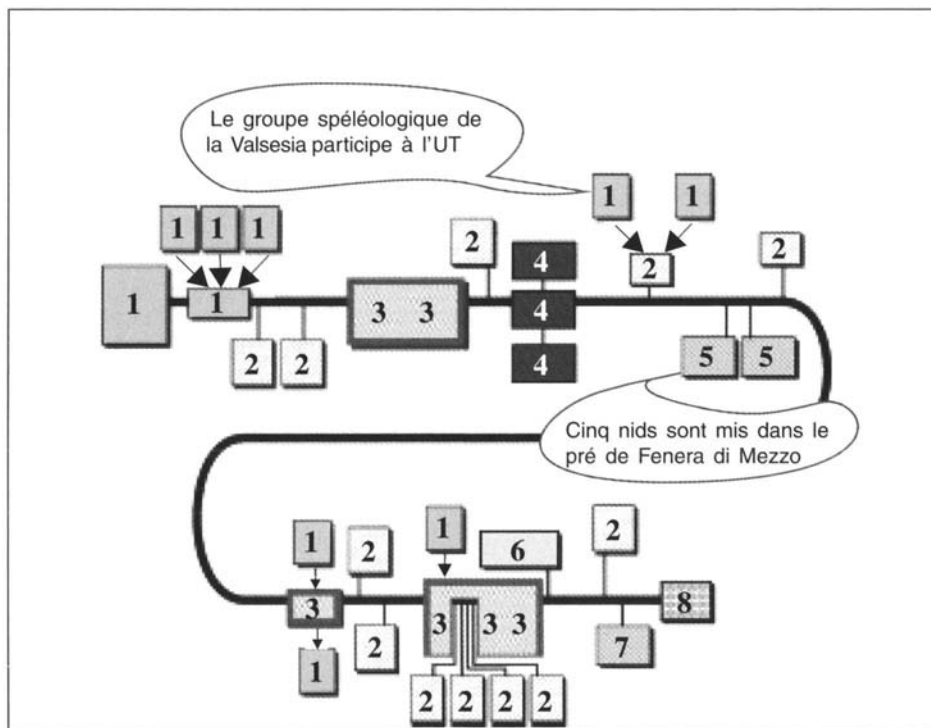 Le groupe spéléologique de
la Valsesia participe à l'UT
1 1
1 1 1
2 2 2
4
1 1 3 3 4
2 2 4 5 5
Cinq nids sont mis dans le
pré de Fenera di Mezzo
1 2 1 6 2
3 3 3 3 8
1 2 7
2 2 2 2